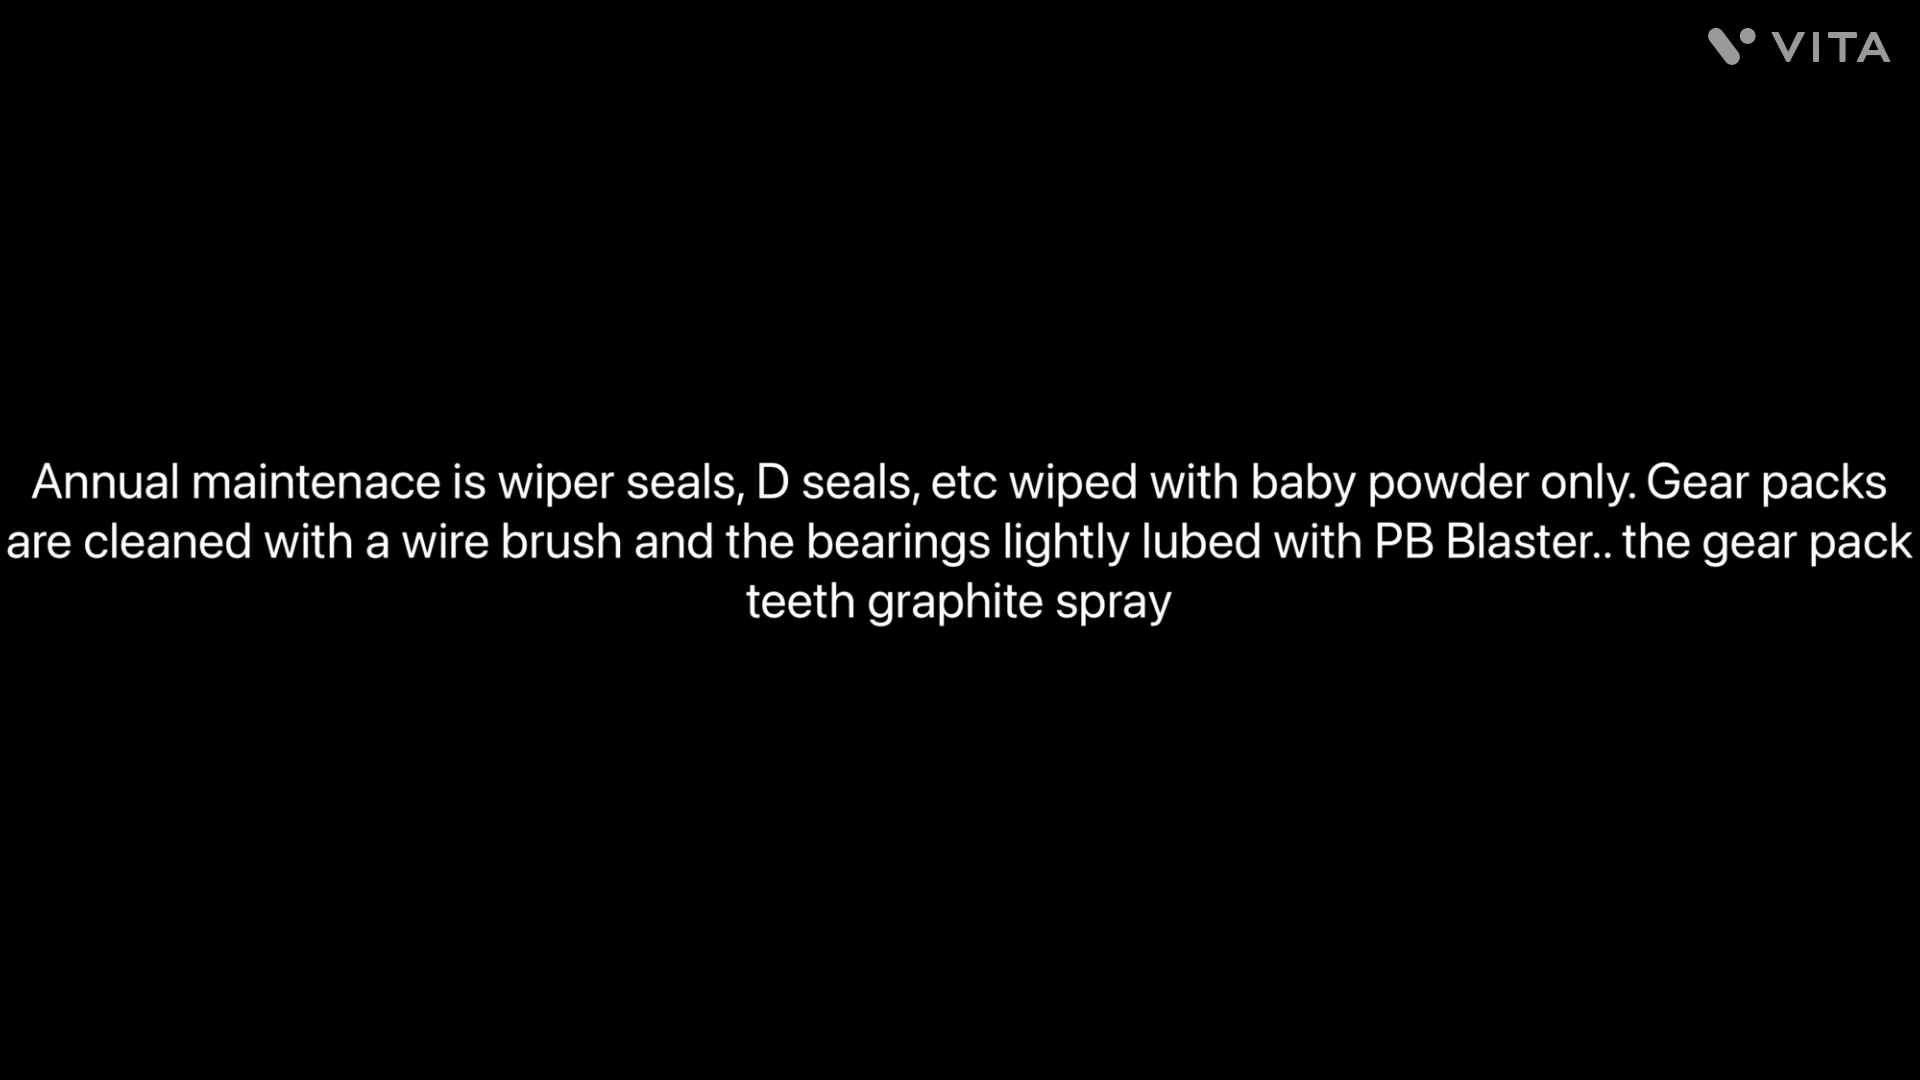 VITA
Annual maintenace is wiper seals, D seals, etc wiped with baby powder only. Gear packs
are cleaned with a wire brush and the bearings lightly lubed with PB Blaster.. the gear pack
teeth graphite spray